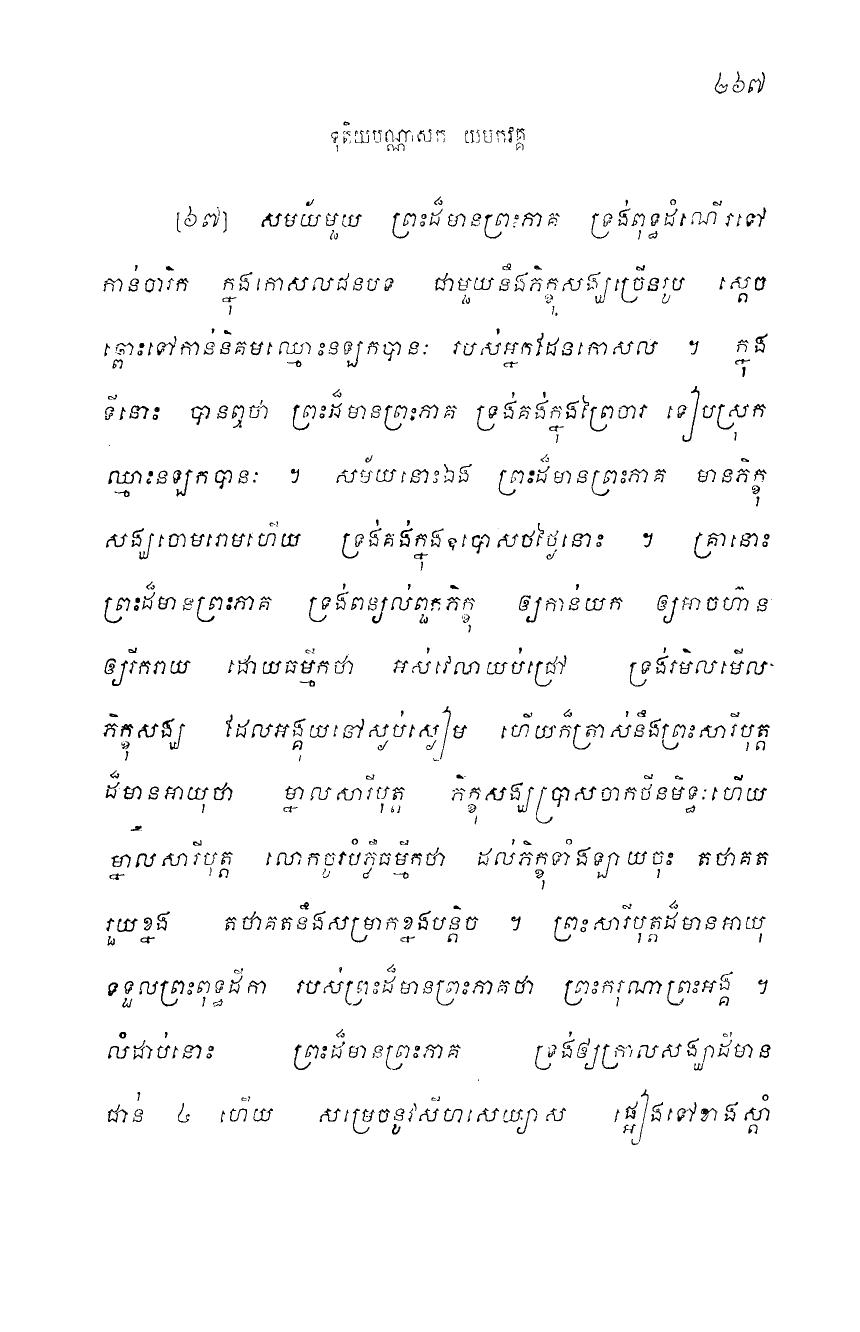 ២៦៧
ទុតិយបណ្ណាសក យមកវគ្គ
[៦៧] សមយ័មួយ ព្រះដ៏មានព្រះភាគ ទ្រង់ពុទ្ធដំណើរទៅ
កាន់ចារិក ក្នុងកោសលជនបទ ជាមួយនឹងភិក្ខុសង្ឃច្រើនរូប ស្តេច
ឆ្ពោះទៅកាន់និគមឈ្មោះនឡកបានៈ របស់អ្នកដែនកោសល ។ ក្នុង
ទីនោះ បានឮថា ព្រះដ៏មានព្រះភាគ ទ្រង់គង់ក្នុងព្រៃចារ ទៀបស្រុក
ឈ្មោះនឡកបានៈ ។ សម័យនោះឯង ព្រះដ៏មានព្រះភាគ មានភិក្ខុ
សង្ឃចោមរោមហើយ ទ្រង់គង់ក្នុងឧបោសថថ្ងៃនោះ ។ គ្រានោះ
ព្រះដ៏មានព្រះភាគ ទ្រង់ពន្យល់ពួកភិក្ខុ ឲ្យកាន់យក ឲ្យអាចហ៊ាន
ឲ្យរីករាយ ដោយធម្មីកថា អស់វេលាយប់ជ្រៅ ទ្រង់រមិលមើល
ភិក្ខុសង្ឃ ដែលអង្គុយនៅស្ងប់ស្ងៀម ហើយក៏ត្រាស់នឹងព្រះសារីបុត្ត
ដ៏មានអាយុថា ម្នាលសារីបុត្ត ភិក្ខុសង្ឃប្រាសចាកថីនមិទ្ធៈហើយ
ម្នាលសារីបុត្ត លោកចូរបំភ្លឺធម្មីកថា ដល់ភិក្ខុទាំងឡាយចុះ តថាគត
រួយខ្នង តថាគតនឹងសម្រាកខ្នងបន្តិច ។ ព្រះសារីបុត្តដ៏មានអាយុ
ទទួលព្រះពុទ្ធដីកា របស់ព្រះដ៏មានព្រះភាគថា ព្រះករុណាព្រះអង្គ ។
លំដាប់នោះ ព្រះដ៏មានព្រះភាគ ទ្រង់ឲ្យក្រាលសង្ឃាដីមាន
ជាន់ ៤ ហើយ សម្រេចនូវសីហសេយ្យាស ផ្អៀងទៅខាងស្តាំ